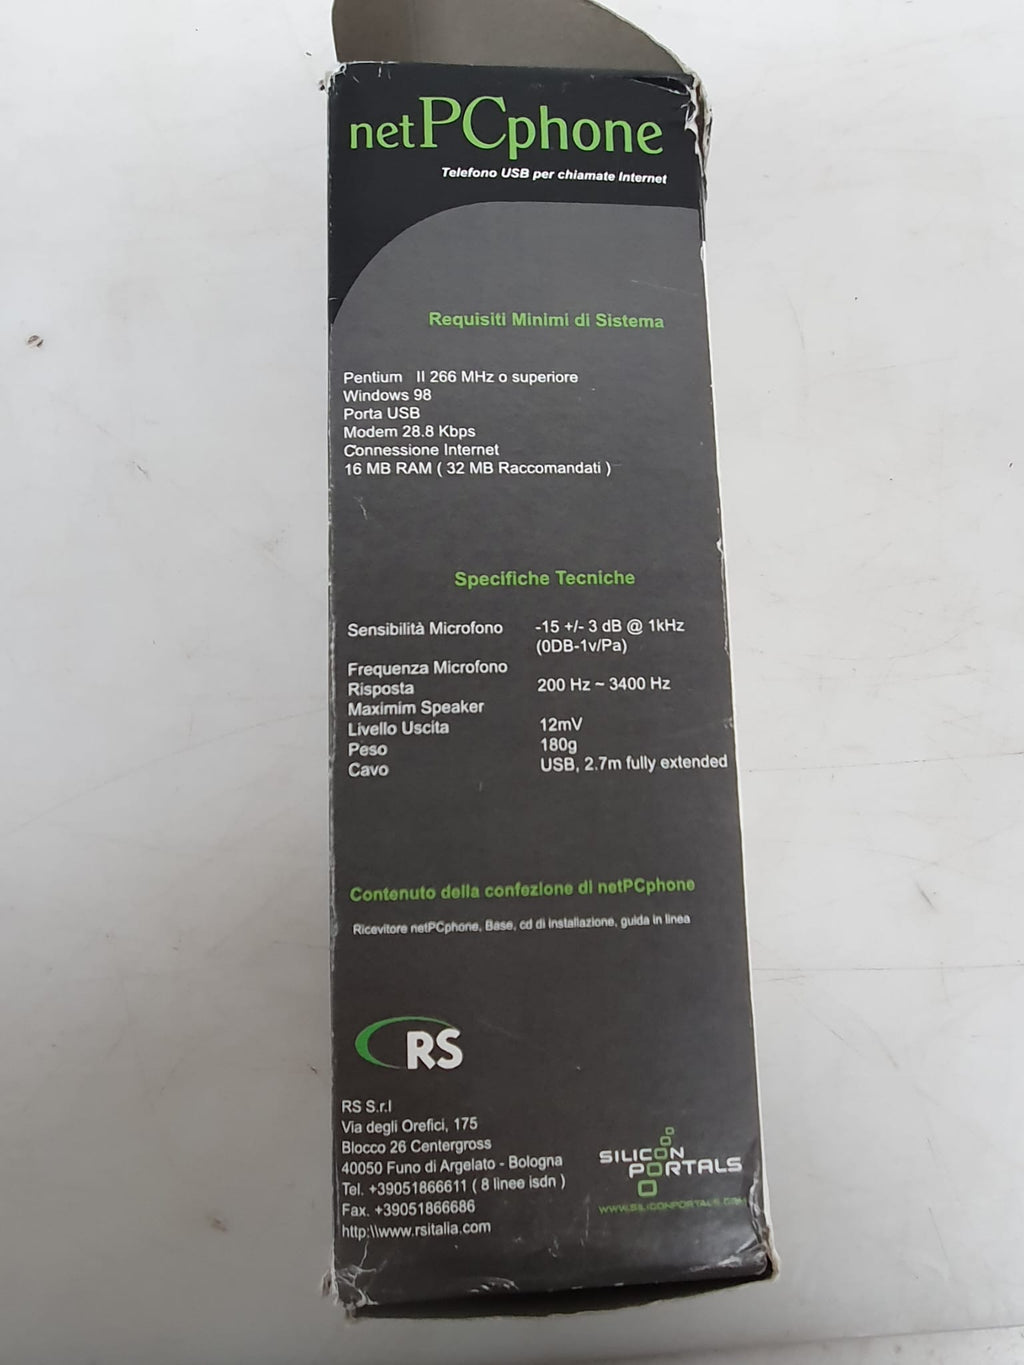 netPCphone
Telefono USB per chiamate Internet
Requisiti Minimi di Sistema
Pentium II 266 MHz o superiore
Windows 98
Porta USB
Modem 28.8 Kbps
Connessione Internet
16 MB RAM ( 32 MB Raccomandati )
Specifiche Tecniche
Sensibilità Microfono -15 +/- 3 dB @ 1kHz
(0DB-1v/Pa)
Frequenza Microfono
Risposta 200 Hz ~ 3400 Hz
Maximim Speaker
Livello Uscita 12mV
Peso 180g
Cavo USB, 2.7m fully extended
Contenuto della confezione di netPCphone
Ricevitore netPCphone, Base, cd di installazione, guida in linea
RS
RS S.r.l
Via degli Orefici, 175
Blocco 26 Centergross
40050 Funo di Argelato - Bologna
Tel. +39051866611 ( 8 linee isdn )
Fax. +39051866686
http:\\www.rsitalia.com
SILICON
PORTALS
WWW.SILICONPORTALS.COM